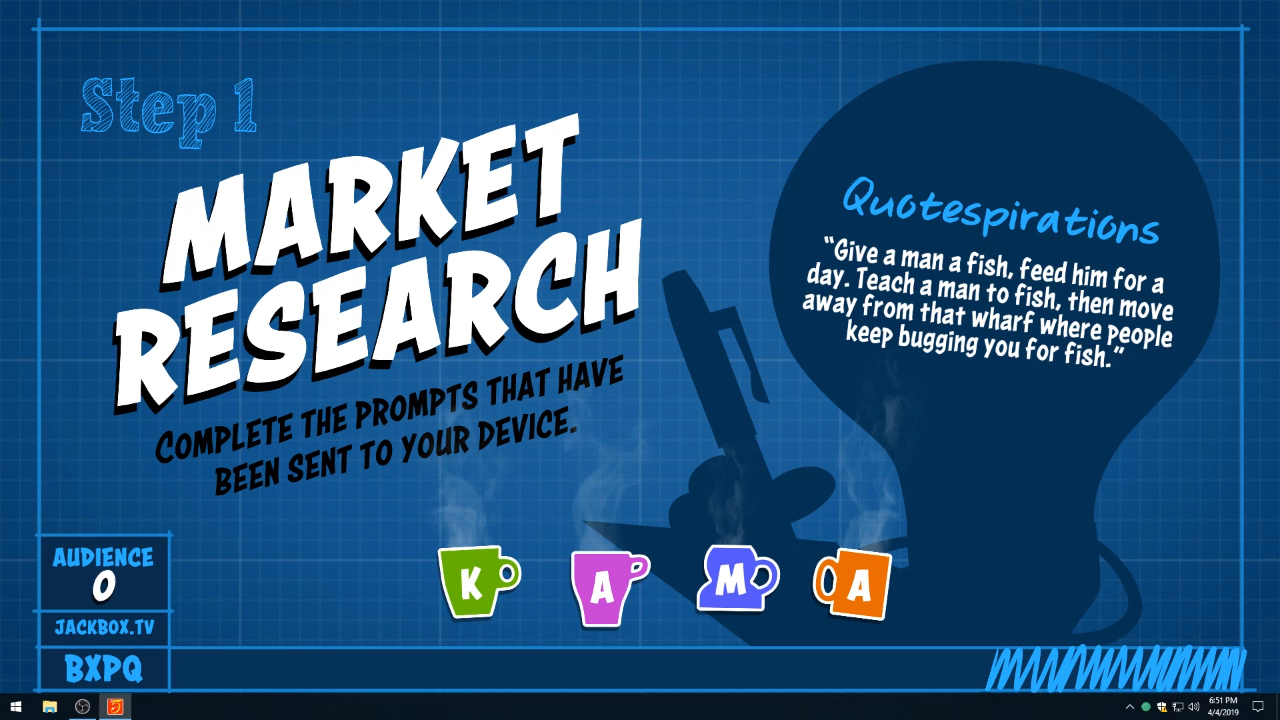 Step 1
MARKET
RESEARCH
COMPLETE THE PROMPTS THAT HAVE
BEEN SENT TO YOUR DEVICE.
Quotespirations
“Give a man a fish, feed him for a
day. Teach a man to fish, then move
away from that wharf where people
keep bugging you for fish.”
K
A
M
A
AUDIENCE
0
JACKBOX.TV
BXPQ
6:51 PM
4/4/2019